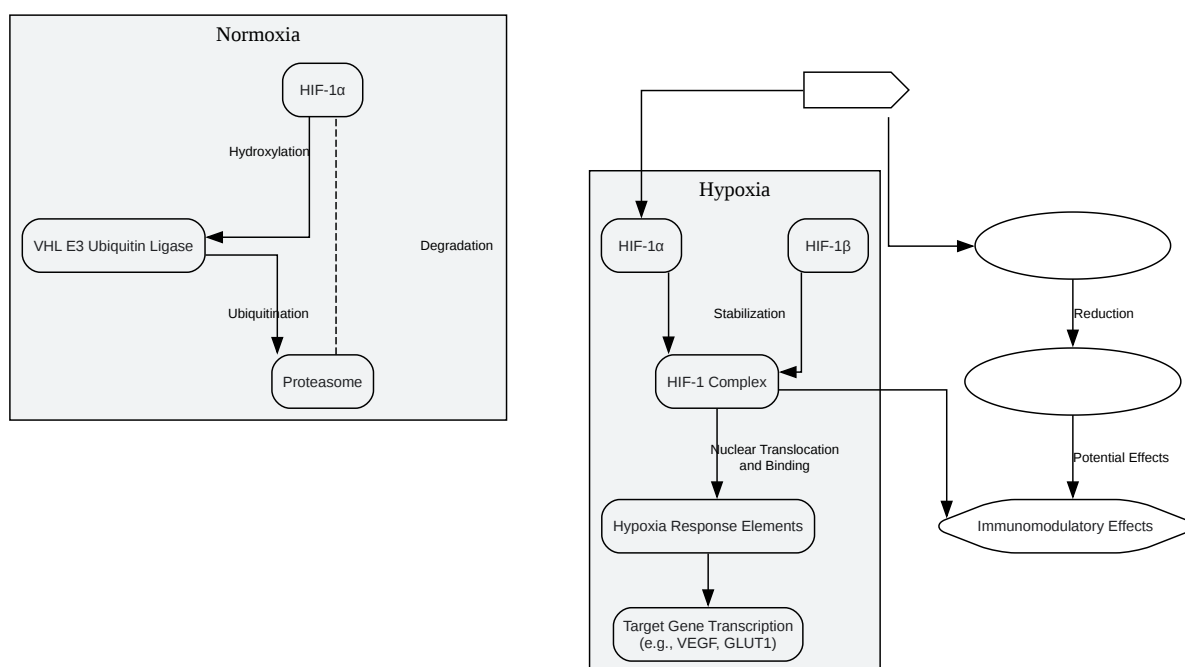 Normoxia
HIF-1α
Hydroxylation
VHL E3 Ubiquitin Ligase
Degradation
Ubiquitination
Proteasome
Hypoxia
HIF-1α
HIF-1β
Stabilization
HIF-1 Complex
Nuclear Translocation
and Binding
Hypoxia Response Elements
Target Gene Transcription
(e.g., VEGF, GLUT1)
Reduction
Potential Effects
Immunomodulatory Effects